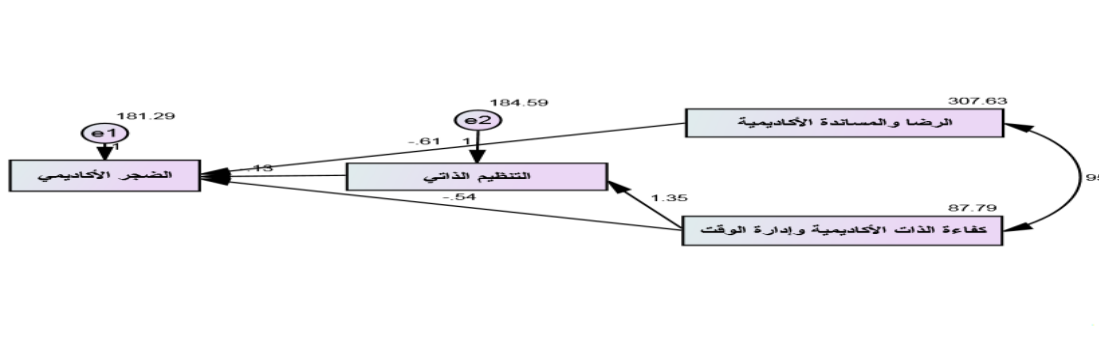 307.63
184.59
181.29
e2
e1
الرضا والمساندة الأكاديمية
-.61
1
1
.13
التنظيم الذاتي
الضجر الأكاديمي
1.35
-.54
87.79
كفاءة الذات الأكاديمية وإدارة الوقت